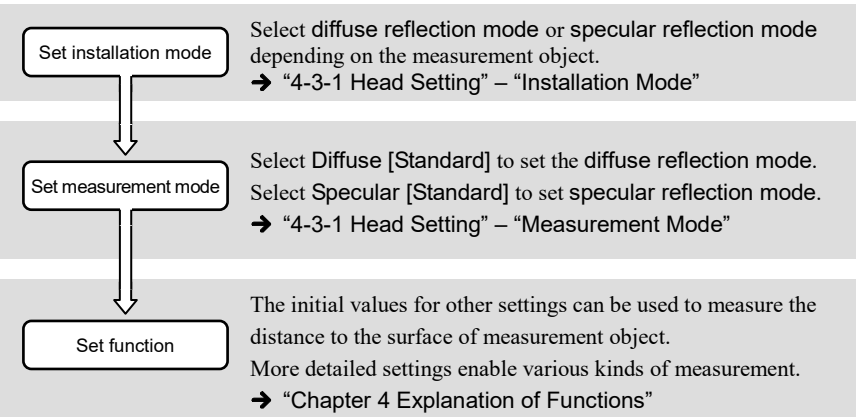 Set installation mode
Select diffuse reflection mode or specular reflection mode
depending on the measurement object.
➔ “4-3-1 Head Setting” – “Installation Mode”
Set measurement mode
Select Diffuse [Standard] to set the diffuse reflection mode.
Select Specular [Standard] to set specular reflection mode.
➔ “4-3-1 Head Setting” – “Measurement Mode”
Set function
The initial values for other settings can be used to measure the
distance to the surface of measurement object.
More detailed settings enable various kinds of measurement.
➔ “Chapter 4 Explanation of Functions”